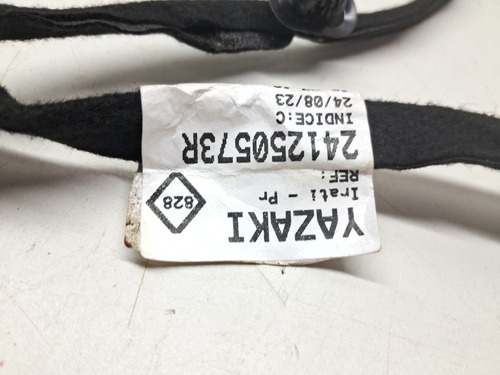 YAZAKI
Irati - Pr
REF:
241250573R
INDICE:C
24/08/23
828